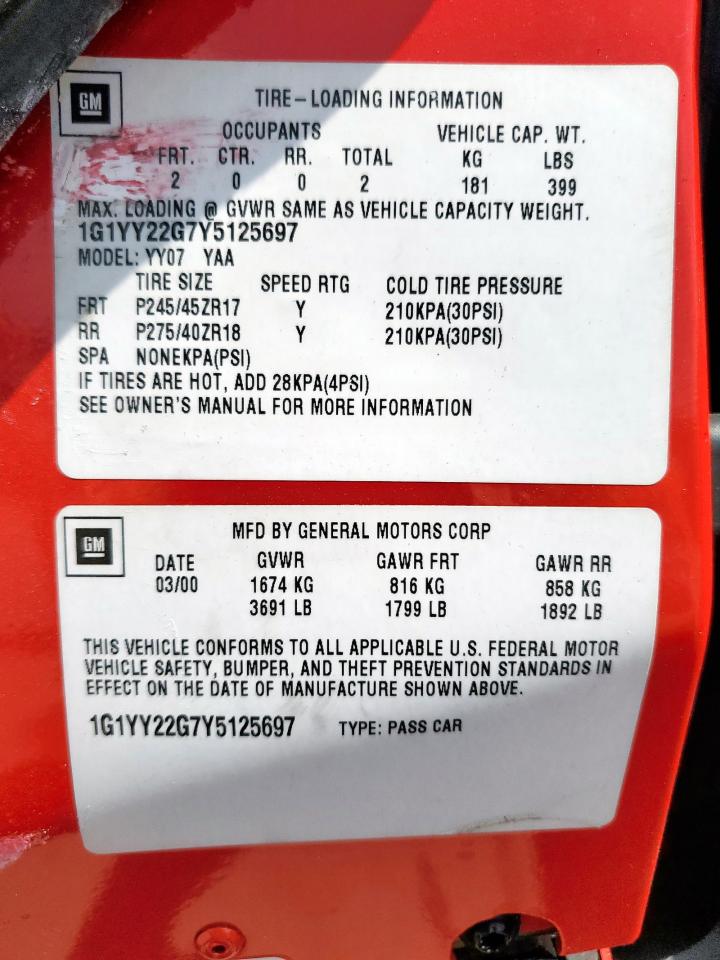 GM
TIRE-LOADING INFORMATION
OCCUPANTS VEHICLE CAP. WT.
FRT. CTR. RR. TOTAL KG LBS
2 0 0 2 181 399
MAX. LOADING @ GVWR SAME AS VEHICLE CAPACITY WEIGHT.
1G1YY22G7Y5125697
MODEL: YY07 YAA
TIRE SIZE SPEED RTG COLD TIRE PRESSURE
FRT P245/45ZR17 Y 210KPA(30PSI)
RR P275/40ZR18 Y 210KPA(30PSI)
SPA NONEKPA(PSI)
IF TIRES ARE HOT, ADD 28KPA(4PSI)
SEE OWNER'S MANUAL FOR MORE INFORMATION
GM
MFD BY GENERAL MOTORS CORP
DATE GVWR GAWR FRT GAWR RR
03/00 1674 KG 816 KG 858 KG
3691 LB 1799 LB 1892 LB
THIS VEHICLE CONFORMS TO ALL APPLICABLE U.S. FEDERAL MOTOR
VEHICLE SAFETY, BUMPER, AND THEFT PREVENTION STANDARDS IN
EFFECT ON THE DATE OF MANUFACTURE SHOWN ABOVE.
1G1YY22G7Y5125697 TYPE: PASS CAR